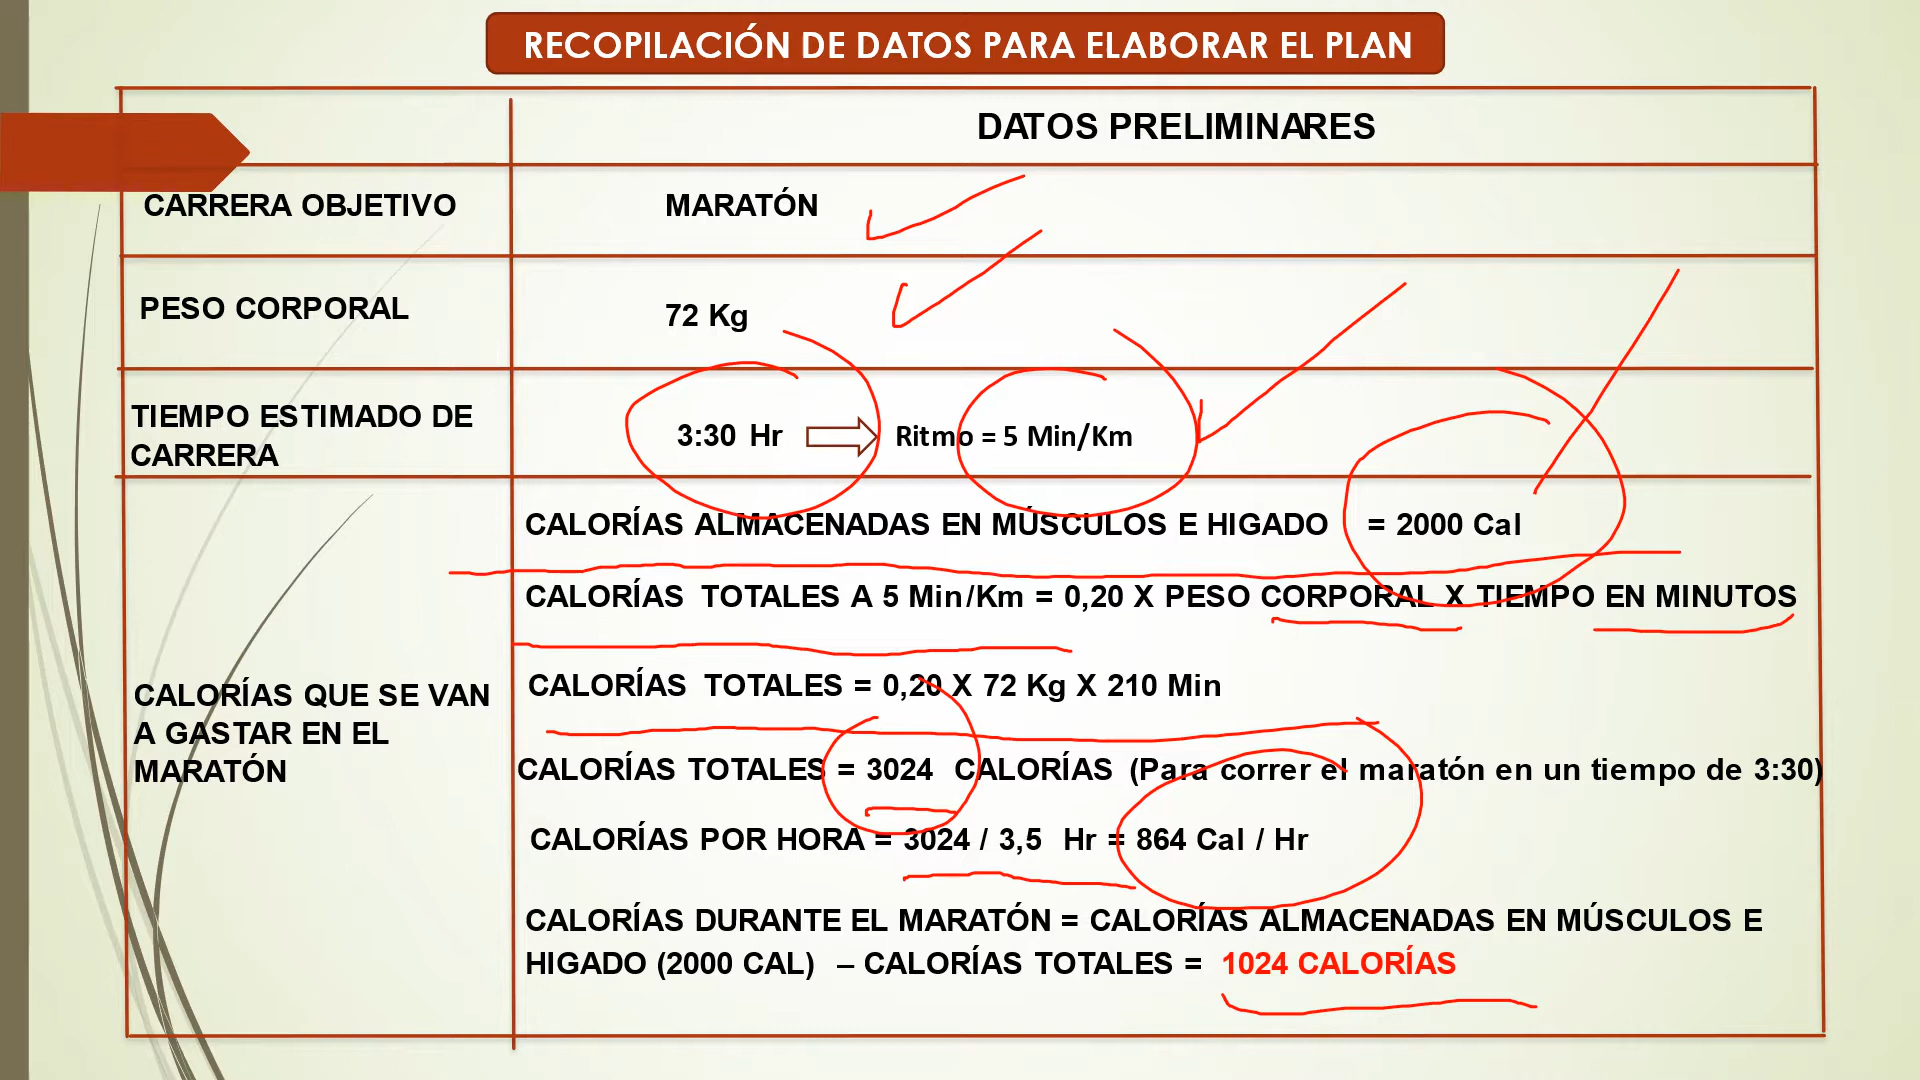 RECOPILACIÓN DE DATOS PARA ELABORAR EL PLAN
DATOS PRELIMINARES
CARRERA OBJETIVO
MARATÓN
PESO CORPORAL
72 Kg
TIEMPO ESTIMADO DE
CARRERA
3:30 Hr
Ritmo = 5 Min/Km
CALORÍAS QUE SE VAN
A GASTAR EN EL
MARATÓN
CALORÍAS ALMACENADAS EN MÚSCULOS E HIGADO = 2000 Cal
CALORÍAS TOTALES A 5 Min/Km = 0,20 X PESO CORPORAL X TIEMPO EN MINUTOS
CALORÍAS TOTALES = 0,20 X 72 Kg X 210 Min
CALORÍAS TOTALES = 3024 CALORÍAS (Para correr el maratón en un tiempo de 3:30)
CALORÍAS POR HORA = 3024 / 3,5 Hr = 864 Cal / Hr
CALORÍAS DURANTE EL MARATÓN = CALORÍAS ALMACENADAS EN MÚSCULOS E
HIGADO (2000 CAL) – CALORÍAS TOTALES = 1024 CALORÍAS